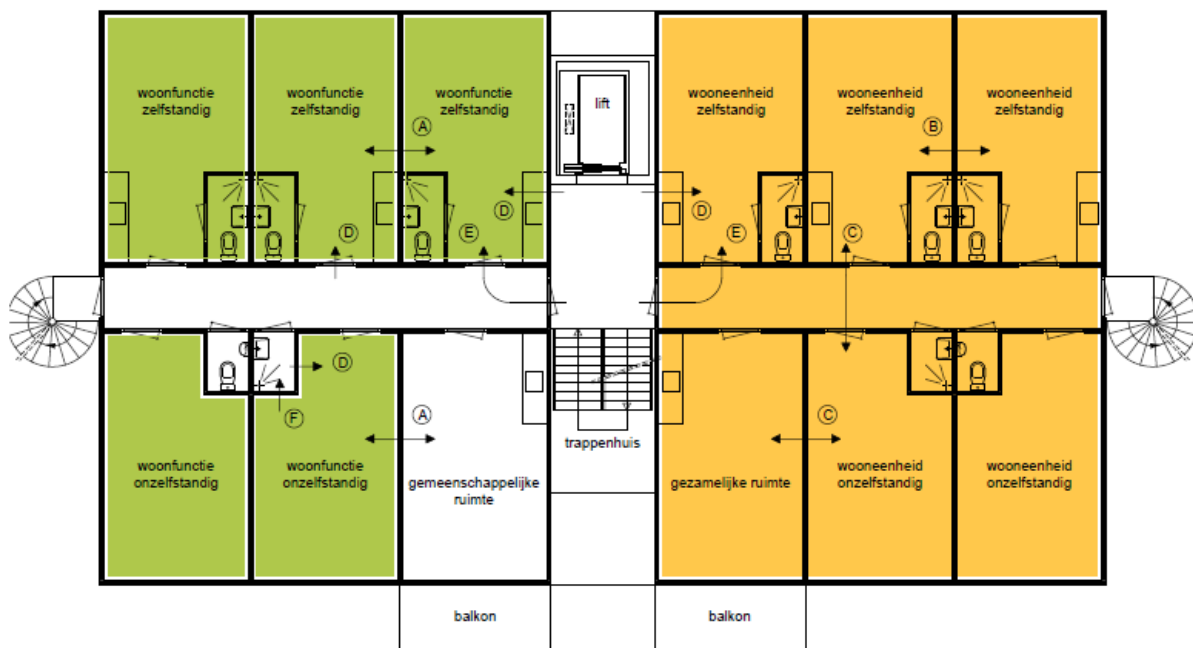 woonfunctie
zelfstandig
woonfunctie
zelfstandig
woonfunctie
zelfstandig
lift
wooneenheid
zelfstandig
wooneenheid
zelfstandig
wooneenheid
zelfstandig
A
B
D
D
D
E
E
C
D
F
A
C
trappenhuis
woonfunctie
onzelfstandig
woonfunctie
onzelfstandig
gemeenschappelijke
ruimte
gezamelijke ruimte
wooneenheid
onzelfstandig
wooneenheid
onzelfstandig
balkon
balkon